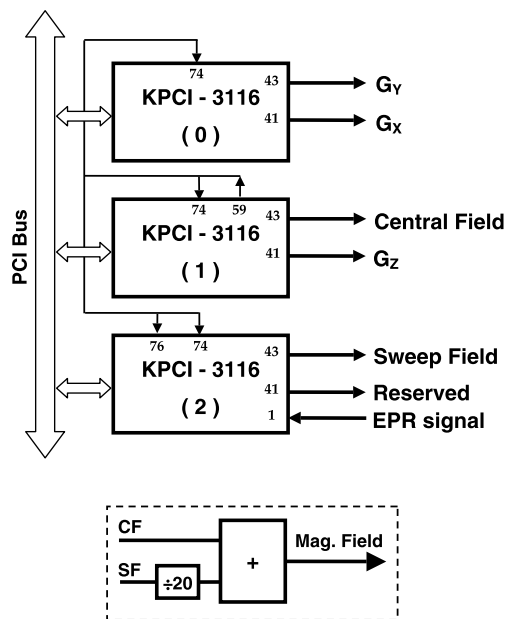 PCI Bus
74
43
KPCI - 3116
GY
41
( 0 )
GX
74
59
43
KPCI - 3116
Central Field
41
( 1 )
GZ
76
74
43
KPCI - 3116
Sweep Field
41
Reserved
( 2 )
1
EPR signal
CF
Mag. Field
+
SF
÷20